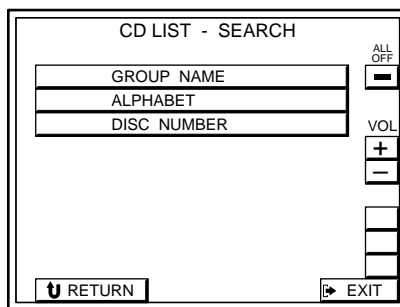 CD LIST - SEARCH
ALL
OFF
GROUP NAME
ALPHABET
DISC NUMBER
VOL
+
−
RETURN
EXIT